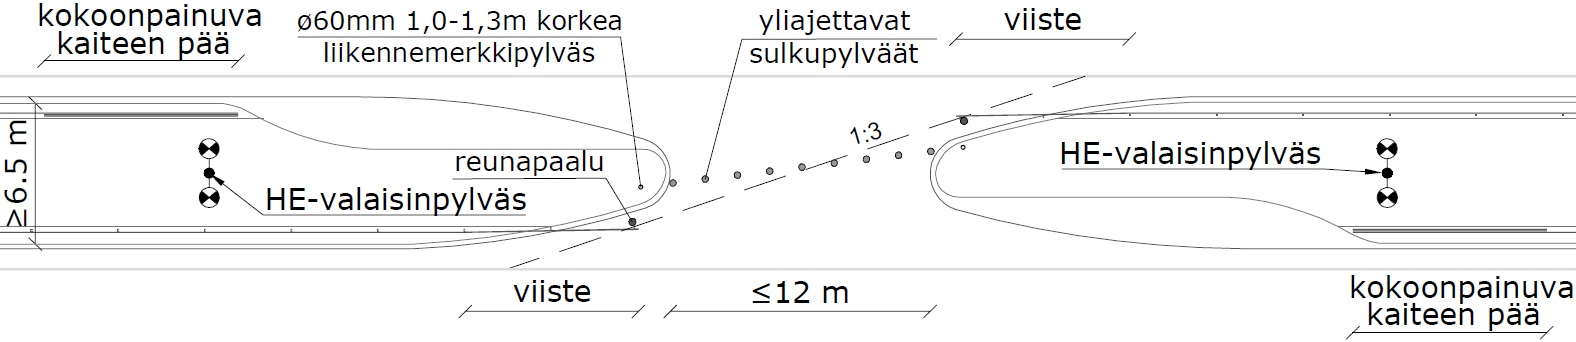 kokoonpainuva
kaiteen pää
ø60mm 1,0-1,3m korkea
liikennemerkkipylväs
yliajettavat
sulkupylväät
viiste
≥6.5 m
1:3
reunapaalu
HE-valaisinpylväs
HE-valaisinpylväs
viiste
≤12 m
kokoonpainuva
kaiteen pää